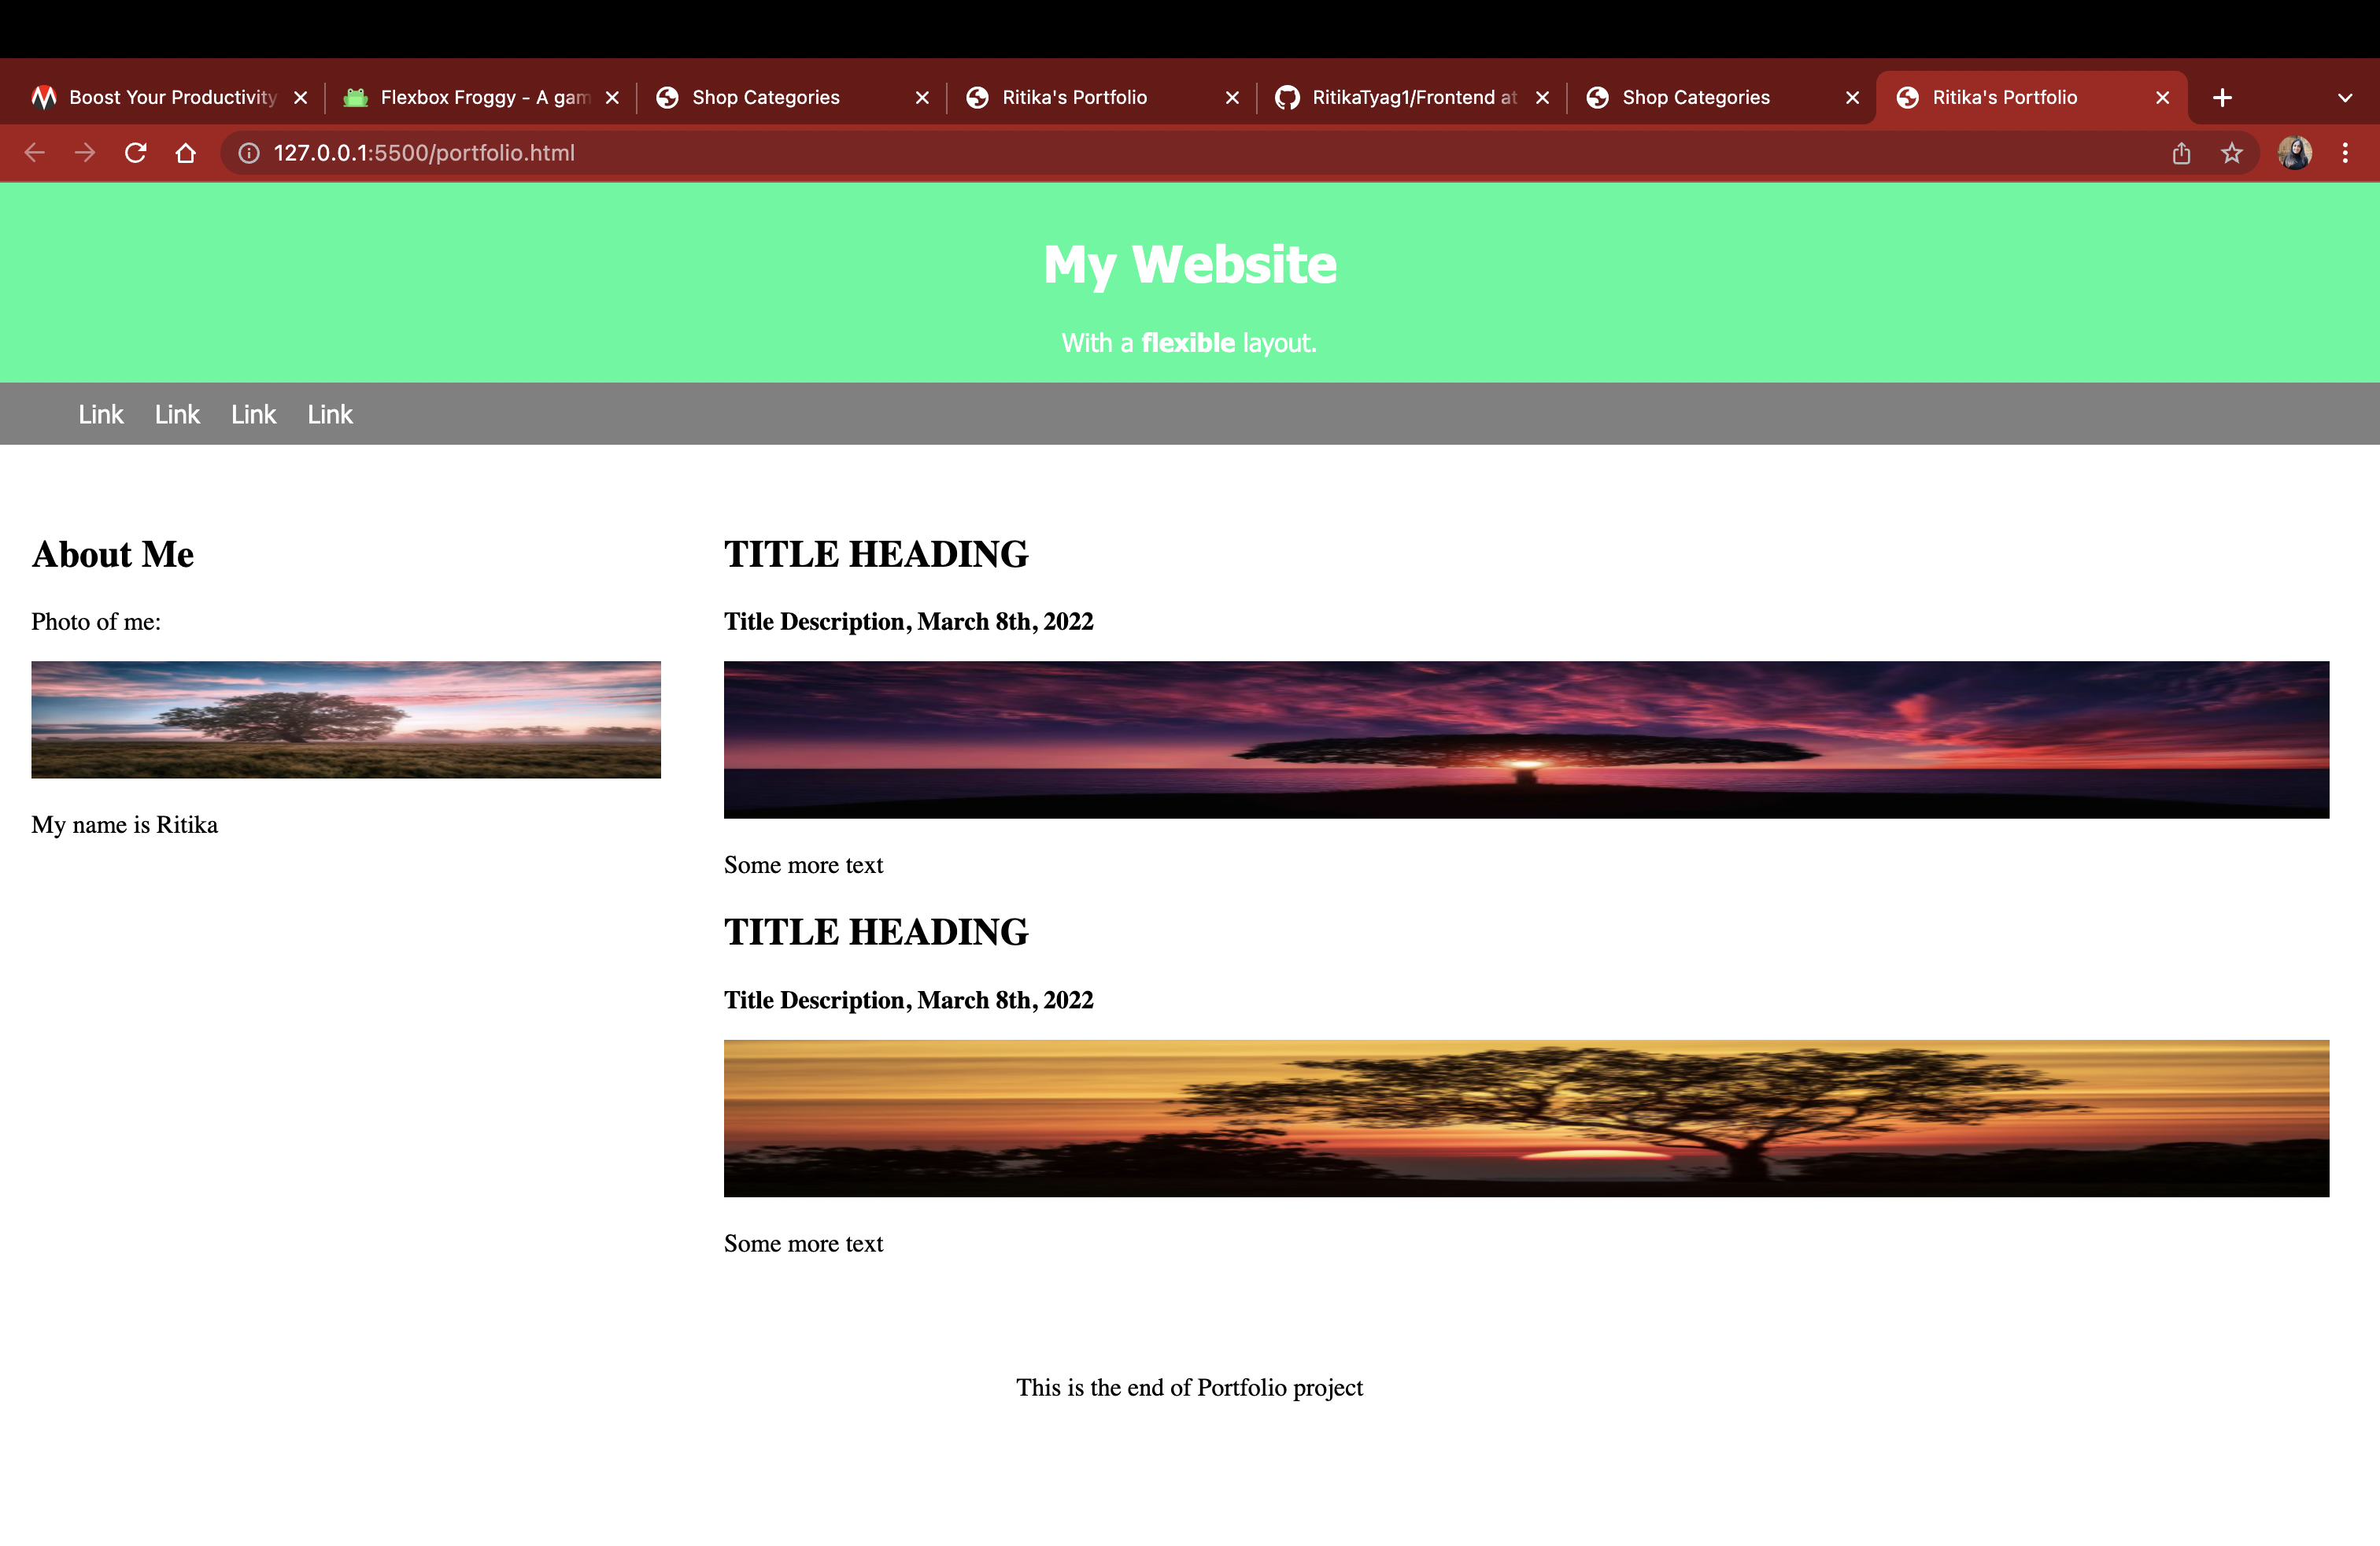 Boost Your Productivity
Flexbox Froggy - A gam
Shop Categories
Ritika's Portfolio
RitikaTyag1/Frontend at
Shop Categories
Ritika's Portfolio
127.0.0.1:5500/portfolio.html
My Website
With a flexible layout.
Link Link Link Link
About Me
Photo of me:
My name is Ritika
TITLE HEADING
Title Description, March 8th, 2022
Some more text
TITLE HEADING
Title Description, March 8th, 2022
Some more text
This is the end of Portfolio project